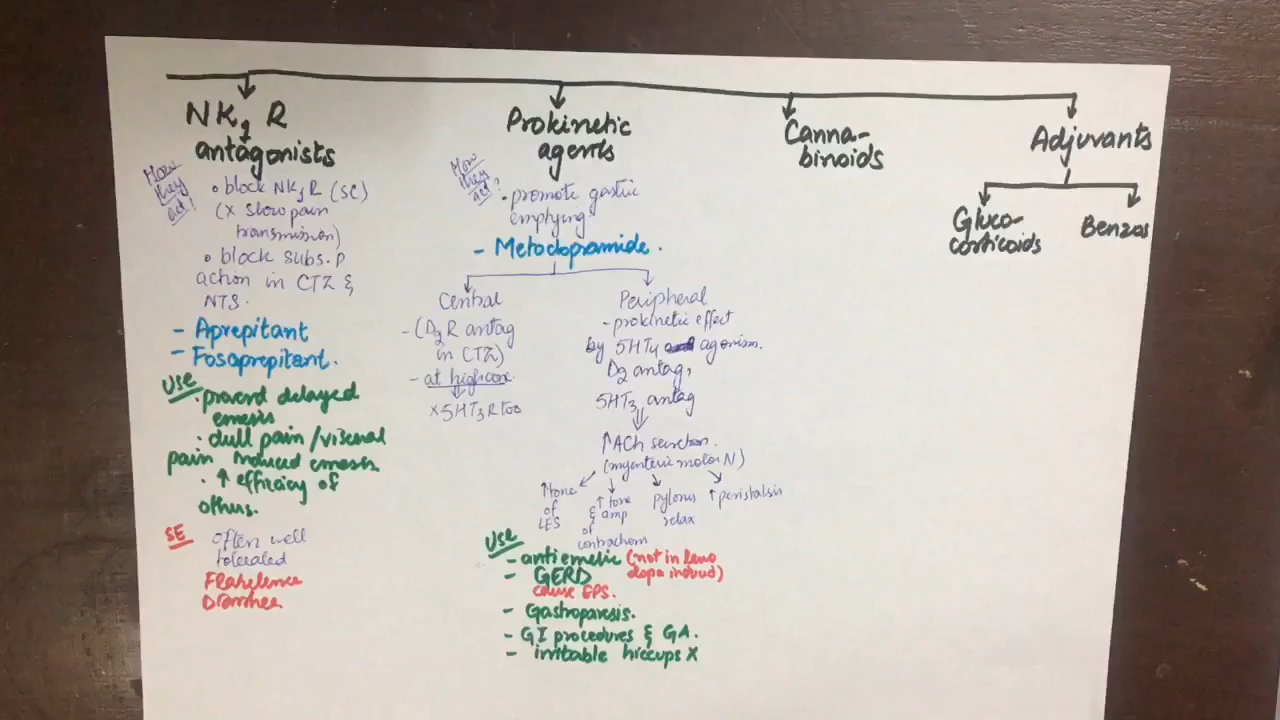 NK1 R
antagonists
How
they
act?
• block NK1R (SC)
(x slow pain
transmission)
• block subs. P
action in CTZ &
NTS.
- Aprepitant
- Fosaprepitant.
USE
• prevent delayed
emesis
• dull pain / visceral
pain induced emesis
• ↑ efficacy of
others.
SE
often well
tolerated
Flatulence
Diarrhea
Prokinetic
agents
How
they
act?
• promote gastric
emptying
- Metoclopramide.
Central
- (D2 R antag
in CTZ)
- at high conc
x 5HT3R too
Peripheral
- prokinetic effect
by 5HT4 agonism.
D2 antag,
5HT3 antag
↑ACh secretion.
(myenteric motor N)
↑tone
of
LES
↑ tone
& amp
of
contractions
pylorus
relax
↑ peristalsis
USE
- antiemetic (not in levo
dopa induced)
- GERD
cause EPS.
- Gastroparesis.
- GI procedures & GA.
- irritable hiccups x
Canna-
binoids
Adjuvants
Gluco-
corticoids
Benzos